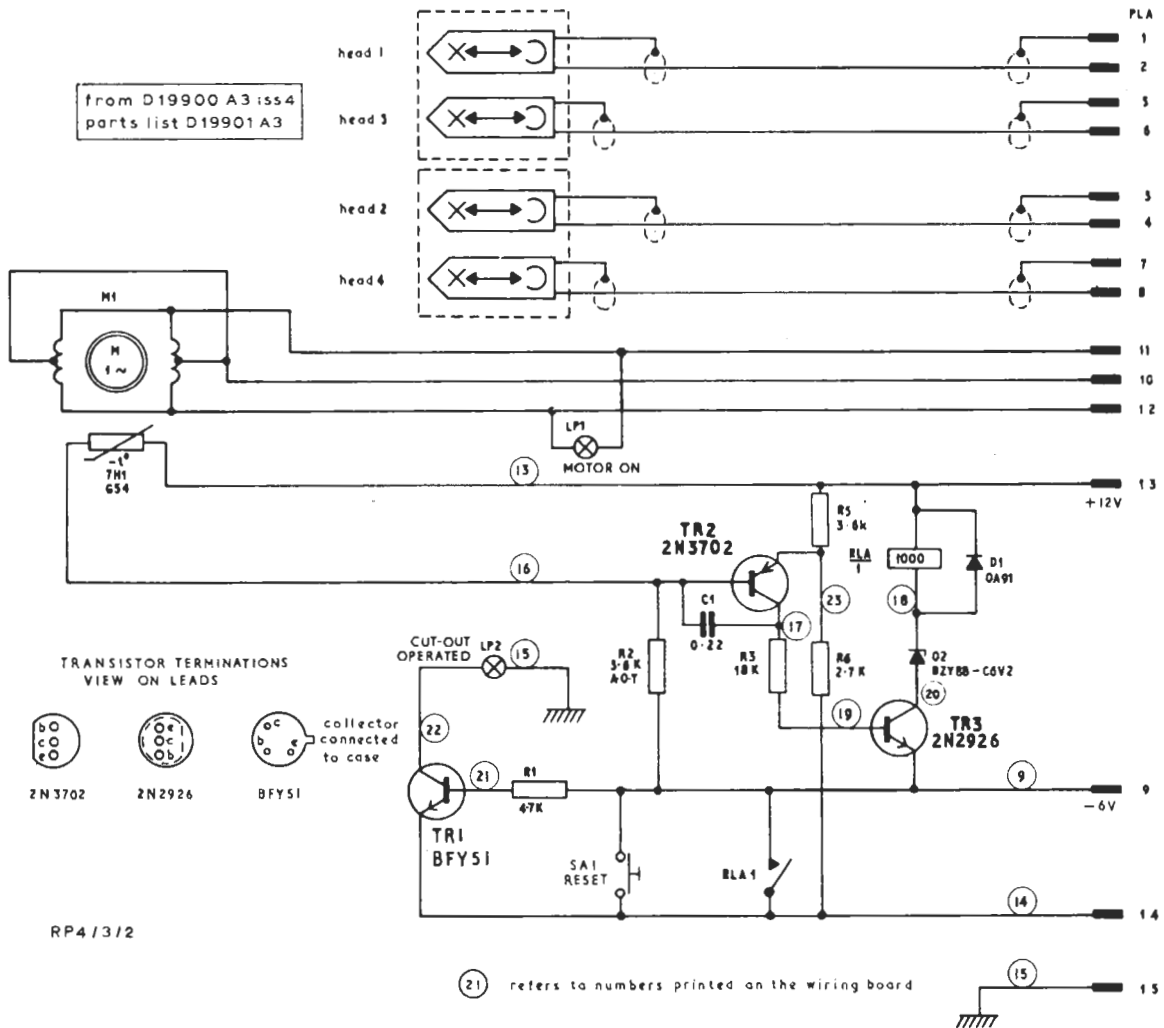 PLA
head 1
1
2
from D19900 A3 iss4
parts list D19901 A3
head 3
5
6
head 2
3
4
head 4
7
8
M1
M
1 ~
11
10
12
LP1
MOTOR ON
-t°
7H1
G54
13
13
+12V
R5
3·6k
TR2
2N3702
RLA
1
1000
D1
OA91
16
23
18
C1
0·22
17
CUT-OUT
OPERATED
LP2
15
R2
3·6K
A·O·T
R3
18K
R6
2·7K
D2
BZY88-C6V2
20
TRANSISTOR TERMINATIONS
VIEW ON LEADS
22
19
TR3
2N2926
b
c
e
e
c
b
c
b
e
collector
connected
to case
2N3702
2N2926
BFY51
21
R1
4·7K
9
9
-6V
TR1
BFY51
SA1
RESET
RLA1
14
14
RP4/3/2
21 refers to numbers printed on the wiring board
15
15